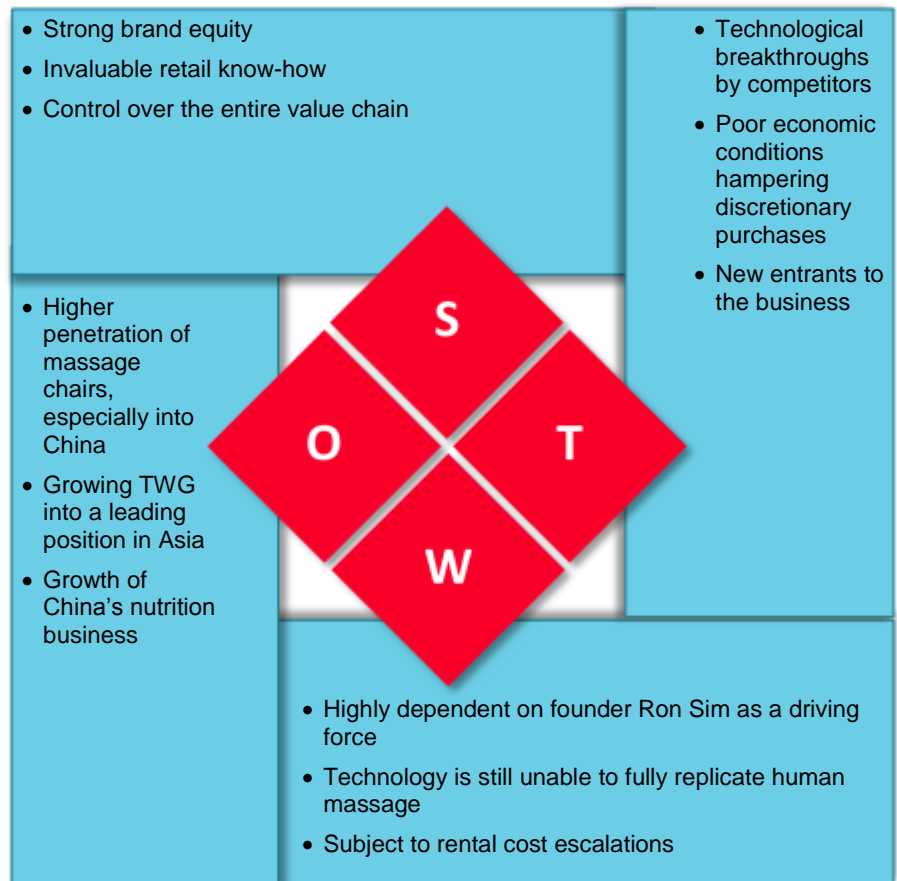 • Strong brand equity
• Invaluable retail know-how
• Control over the entire value chain
• Technological
breakthroughs
by competitors
• Poor economic
conditions
hampering
discretionary
purchases
• New entrants to
the business
• Higher
penetration of
massage
chairs,
especially into
China
• Growing TWG
into a leading
position in Asia
• Growth of
China’s nutrition
business
S
O
T
W
• Highly dependent on founder Ron Sim as a driving
force
• Technology is still unable to fully replicate human
massage
• Subject to rental cost escalations